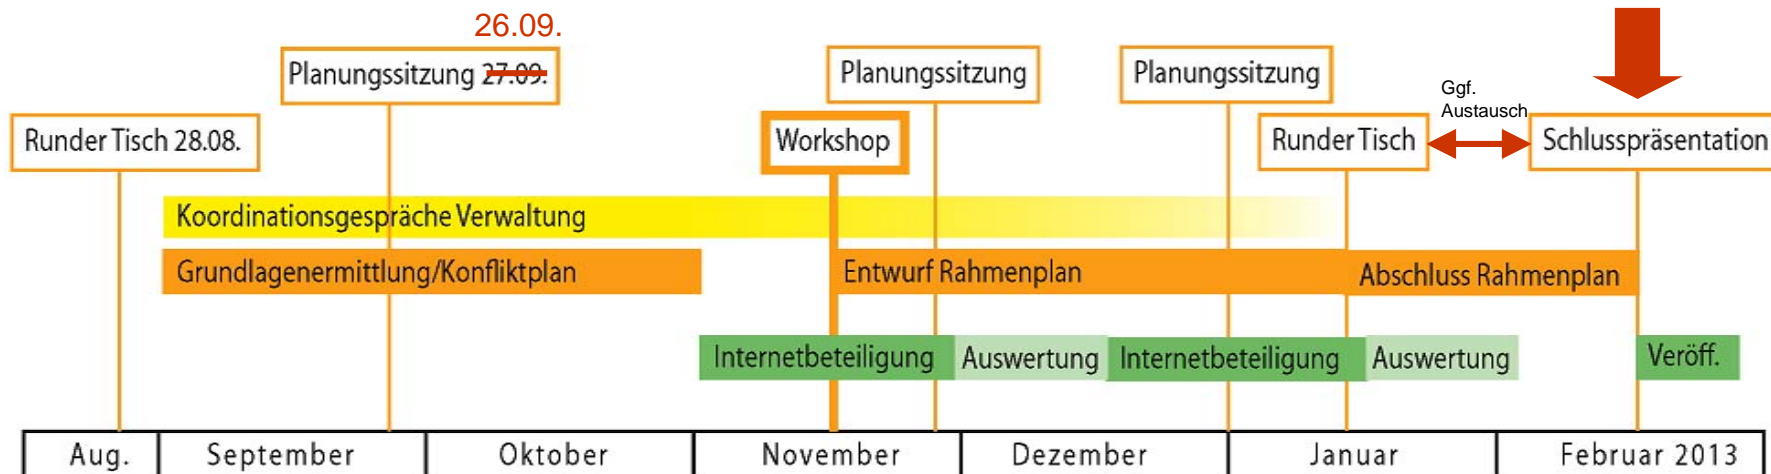 26.09.
Planungssitzung 27.09.
Planungssitzung
Planungssitzung
Ggf.
Austausch
Runder Tisch 28.08.
Workshop
Runder Tisch
Schlusspräsentation
Koordinationsgespräche Verwaltung
Grundlagenermittlung/Konfliktplan
Entwurf Rahmenplan
Abschluss Rahmenplan
Internetbeteiligung
Auswertung
Internetbeteiligung
Auswertung
Veröff.
Aug.
September
Oktober
November
Dezember
Januar
Februar 2013